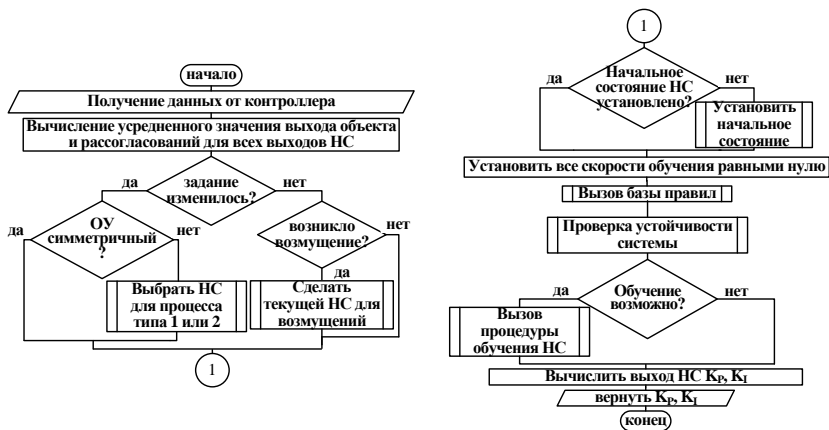 начало
Получение данных от контроллера
Вычисление усредненного значения выхода объекта
и рассогласований для всех выходов НС
да
задание
изменилось?
нет
да
ОУ
симметричный
?
нет
возникло
возмущение?
нет
да
Выбрать НС
для процесса
типа 1 или 2
Сделать
текущей НС для
возмущений
1
1
да
Начальное
состояние НС
установлено?
нет
Установить
начальное
состояние
Установить все скорости обучения равными нулю
Вызов базы правил
Проверка устойчивости
системы
да
Обучение
возможно?
нет
Вызов
процедуры
обучения НС
Вычислить выход НС KP, KI
вернуть KP, KI
конец